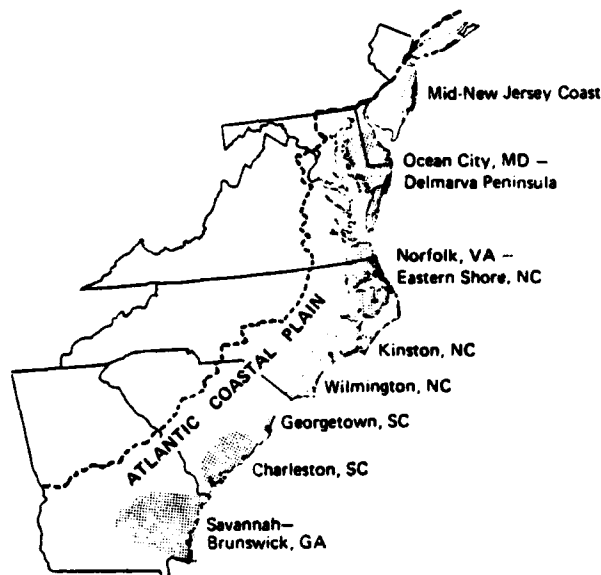 Mid-New Jersey Coast
Ocean City, MD –
Delmarva Peninsula
Norfolk, VA –
Eastern Shore, NC
Kinston, NC
Wilmington, NC
Georgetown, SC
Charleston, SC
Savannah–
Brunswick, GA
ATLANTIC COASTAL PLAIN